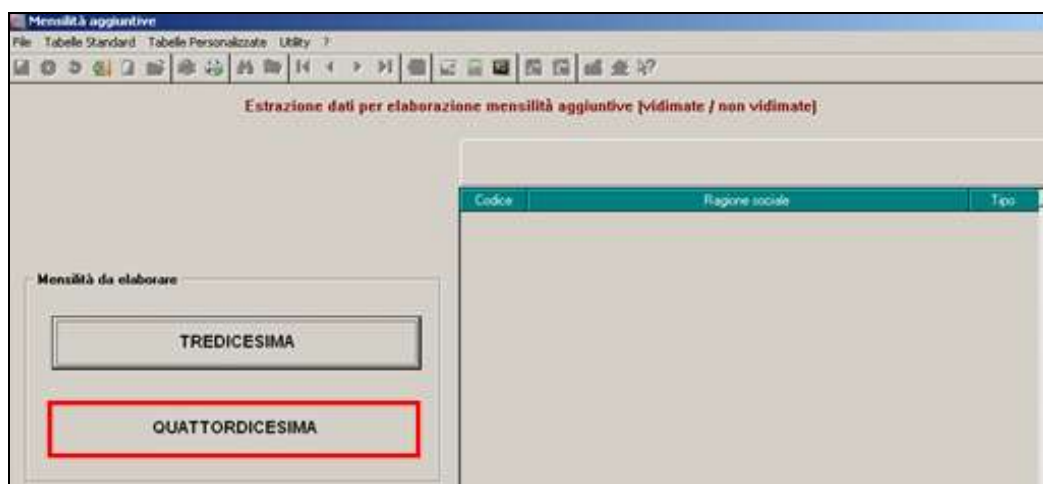 Mensilità aggiuntive
File Tabelle Standard Tabelle Personalizzate Utility ?
Estrazione dati per elaborazione mensilità aggiuntive (vidimate / non vidimate)
Codice Ragione sociale Tipo
Mensilità da elaborare
TREDICESIMA
QUATTORDICESIMA